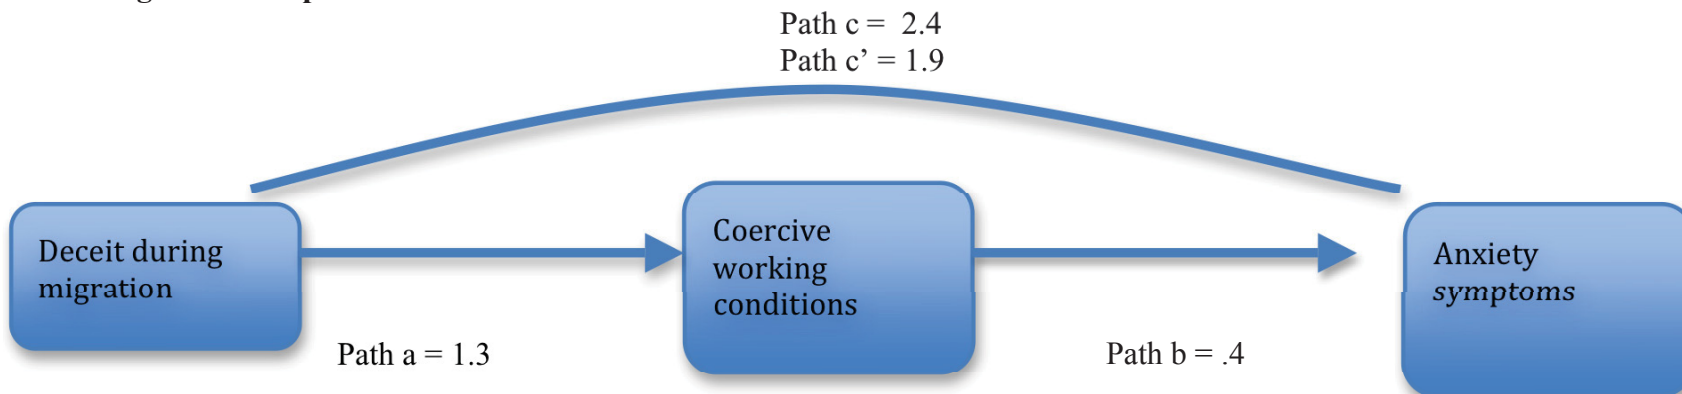 Path c = 2.4
Path c’ = 1.9
Deceit during
migration
Coercive
working
conditions
Anxiety
symptoms
Path a = 1.3
Path b = .4